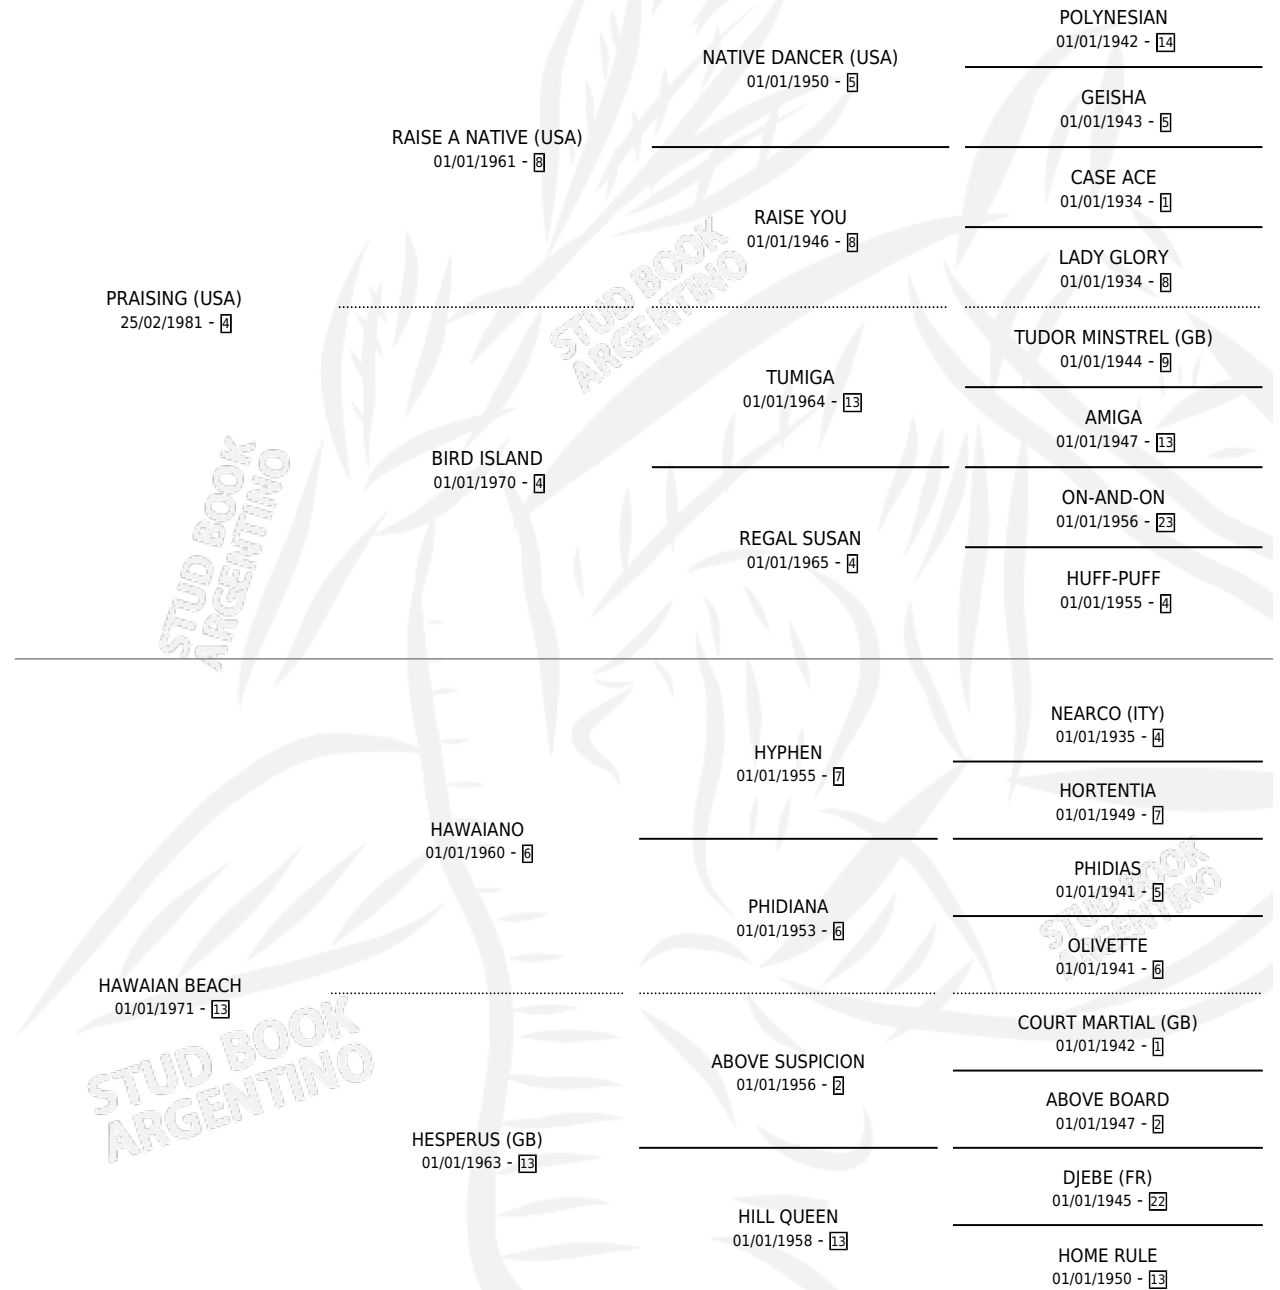 POLYNESIAN
01/01/1942 - 14
NATIVE DANCER (USA)
01/01/1950 - 5
GEISHA
01/01/1943 - 5
RAISE A NATIVE (USA)
01/01/1961 - 8
CASE ACE
01/01/1934 - 1
RAISE YOU
01/01/1946 - 8
LADY GLORY
01/01/1934 - 8
PRAISING (USA)
25/02/1981 - 4
TUDOR MINSTREL (GB)
01/01/1944 - 9
TUMIGA
01/01/1964 - 13
AMIGA
01/01/1947 - 13
BIRD ISLAND
01/01/1970 - 4
ON-AND-ON
01/01/1956 - 23
REGAL SUSAN
01/01/1965 - 4
HUFF-PUFF
01/01/1955 - 4
STUD BOOK
ARGENTINO
STUD BOOK
ARGENTINO
NEARCO (ITY)
01/01/1935 - 4
HYPHEN
01/01/1955 - 7
HORTENTIA
01/01/1949 - 7
HAWAIANO
01/01/1960 - 6
PHIDIAS
01/01/1941 - 5
PHIDIANA
01/01/1953 - 6
OLIVETTE
01/01/1941 - 6
STUD BOOK
ARGENTINO
HAWAIAN BEACH
01/01/1971 - 13
COURT MARTIAL (GB)
01/01/1942 - 1
ABOVE SUSPICION
01/01/1956 - 2
ABOVE BOARD
01/01/1947 - 2
STUD BOOK
ARGENTINO
HESPERUS (GB)
01/01/1963 - 13
DJEBE (FR)
01/01/1945 - 22
HILL QUEEN
01/01/1958 - 13
HOME RULE
01/01/1950 - 13